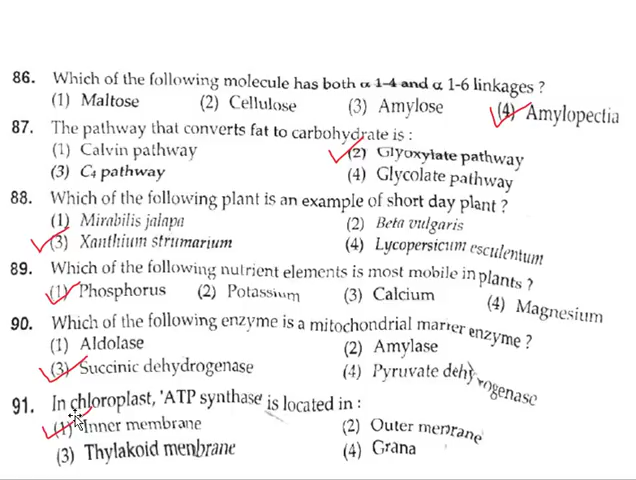 86. Which of the following molecule has both α 1-4 and α 1-6 linkages ?
(1) Maltose (2) Cellulose (3) Amylose (4) Amylopectia
87. The pathway that converts fat to carbohydrate is :
(1) Calvin pathway (2) Glyoxylate pathway
(3) C4 pathway (4) Glycolate pathway
88. Which of the following plant is an example of short day plant ?
(1) Mirabilis jalapa (2) Beta vulgaris
(3) Xanthium strumarium (4) Lycopersicum esculentum
89. Which of the following nutrient elements is most mobile in plants ?
(1) Phosphorus (2) Potassium (3) Calcium (4) Magnesium
90. Which of the following enzyme is a mitochondrial marrer enzyme ?
(1) Aldolase (2) Amylase
(3) Succinic dehydrogenase (4) Pyruvate dehydrogenase
91. In chloroplast, 'ATP synthase' is located in :
(1) Inner membrane (2) Outer menrane
(3) Thylakoid menbrane (4) Grana